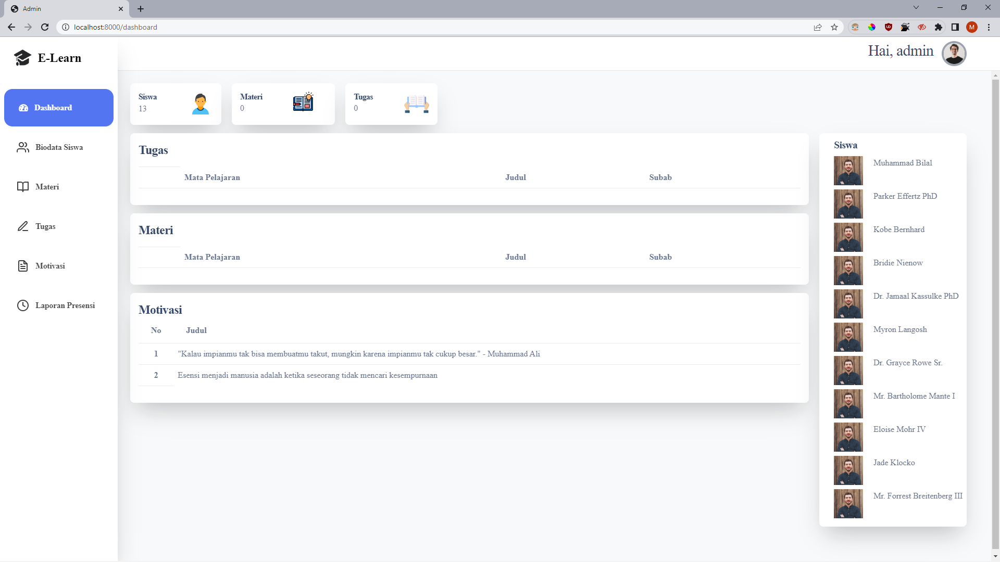 Admin
localhost:8000/dashboard
M
E-Learn
Hai, admin
Dashboard
Biodata Siswa
Materi
Tugas
Motivasi
Laporan Presensi
Siswa
13
Materi
0
Tugas
0
Tugas
Mata Pelajaran Judul Subab
Materi
Mata Pelajaran Judul Subab
Motivasi
No Judul
1 "Kalau impianmu tak bisa membuatmu takut, mungkin karena impianmu tak cukup besar." - Muhammad Ali
2 Esensi menjadi manusia adalah ketika seseorang tidak mencari kesempurnaan
Siswa
Muhammad Bilal
Parker Effertz PhD
Kobe Bernhard
Bridie Nienow
Dr. Jamaal Kassulke PhD
Myron Langosh
Dr. Grayce Rowe Sr.
Mr. Bartholome Mante I
Eloise Mohr IV
Jade Klocko
Mr. Forrest Breitenberg III